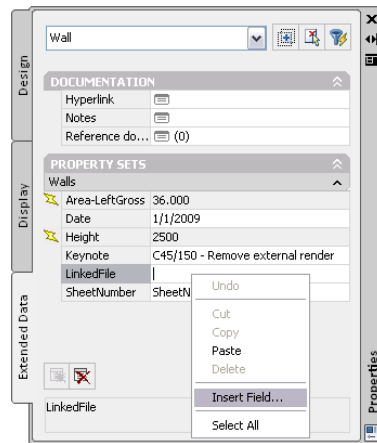 Wall
Design
DOCUMENTATION
Hyperlink
Notes
Reference do... (0)
PROPERTY SETS
Walls
Display
Area-LeftGross 36.000
Date 1/1/2009
Height 2500
Keynote C45/150 - Remove external render
LinkedFile
SheetNumber SheetN
Undo
Cut
Copy
Paste
Delete
Insert Field...
Select All
Extended Data
LinkedFile
Properties